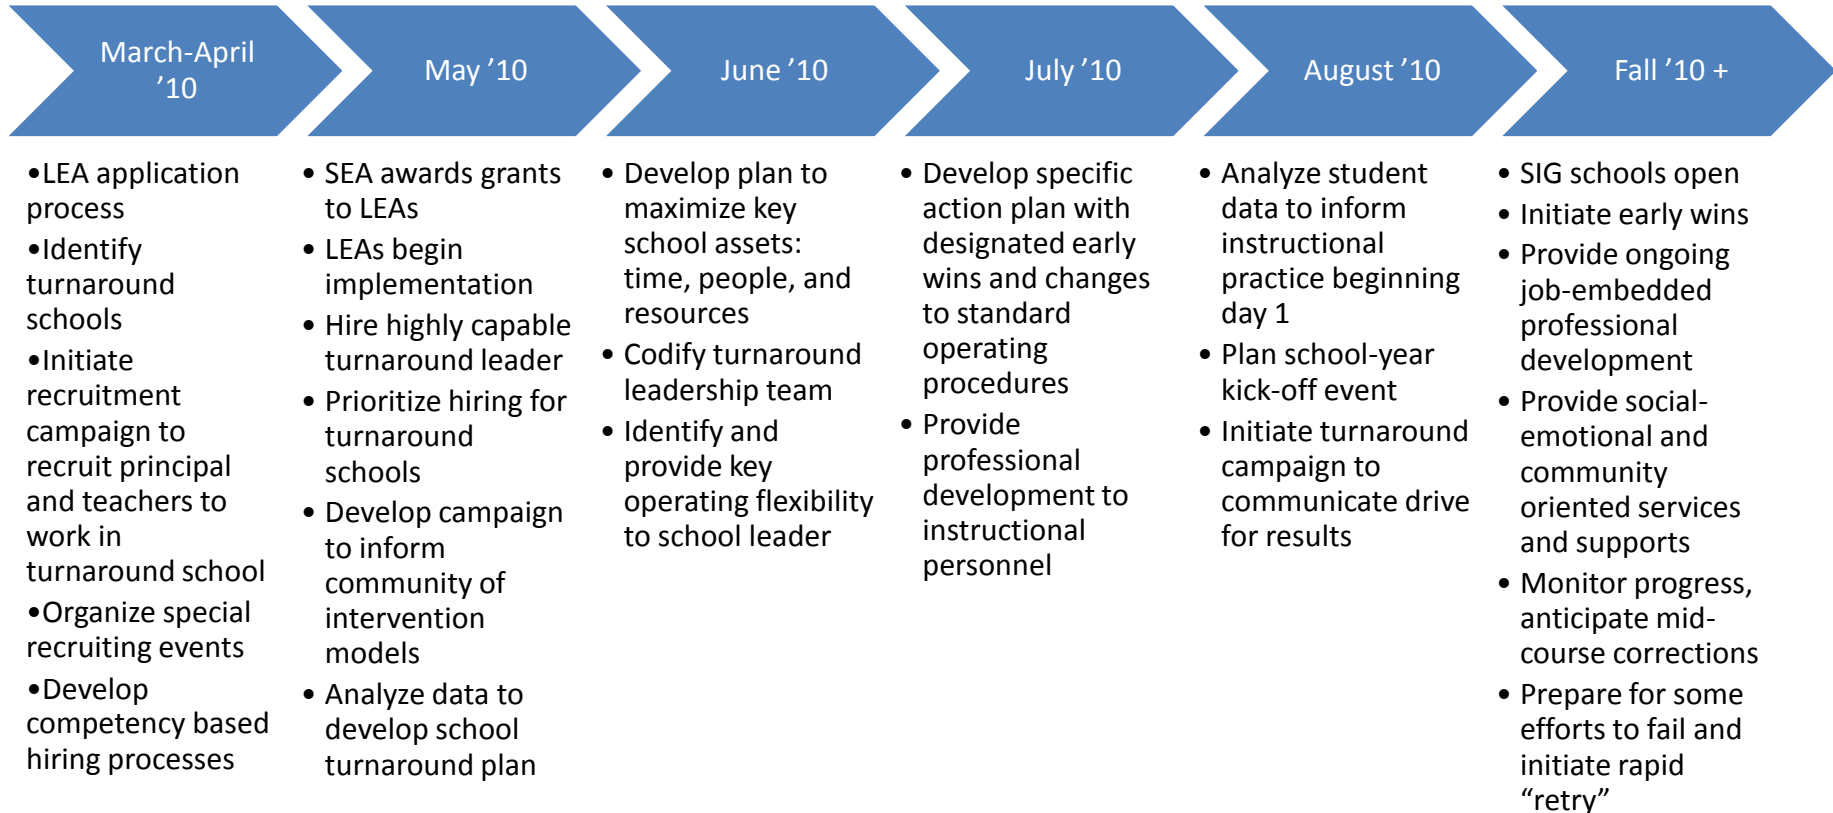 March-April
’10
May ’10
June ’10
July ’10
August ’10
Fall ’10 +
•LEA application
process
•Identify
turnaround
schools
•Initiate
recruitment
campaign to
recruit principal
and teachers to
work in
turnaround school
•Organize special
recruiting events
•Develop
competency based
hiring processes
• SEA awards grants
to LEAs
• LEAs begin
implementation
• Hire highly capable
turnaround leader
• Prioritize hiring for
turnaround
schools
• Develop campaign
to inform
community of
intervention
models
• Analyze data to
develop school
turnaround plan
• Develop plan to
maximize key
school assets:
time, people, and
resources
• Codify turnaround
leadership team
• Identify and
provide key
operating flexibility
to school leader
• Develop specific
action plan with
designated early
wins and changes
to standard
operating
procedures
• Provide
professional
development to
instructional
personnel
• Analyze student
data to inform
instructional
practice beginning
day 1
• Plan school-year
kick-off event
• Initiate turnaround
campaign to
communicate drive
for results
• SIG schools open
• Initiate early wins
• Provide ongoing
job-embedded
professional
development
• Provide social-
emotional and
community
oriented services
and supports
• Monitor progress,
anticipate mid-
course corrections
• Prepare for some
efforts to fail and
initiate rapid
“retry”